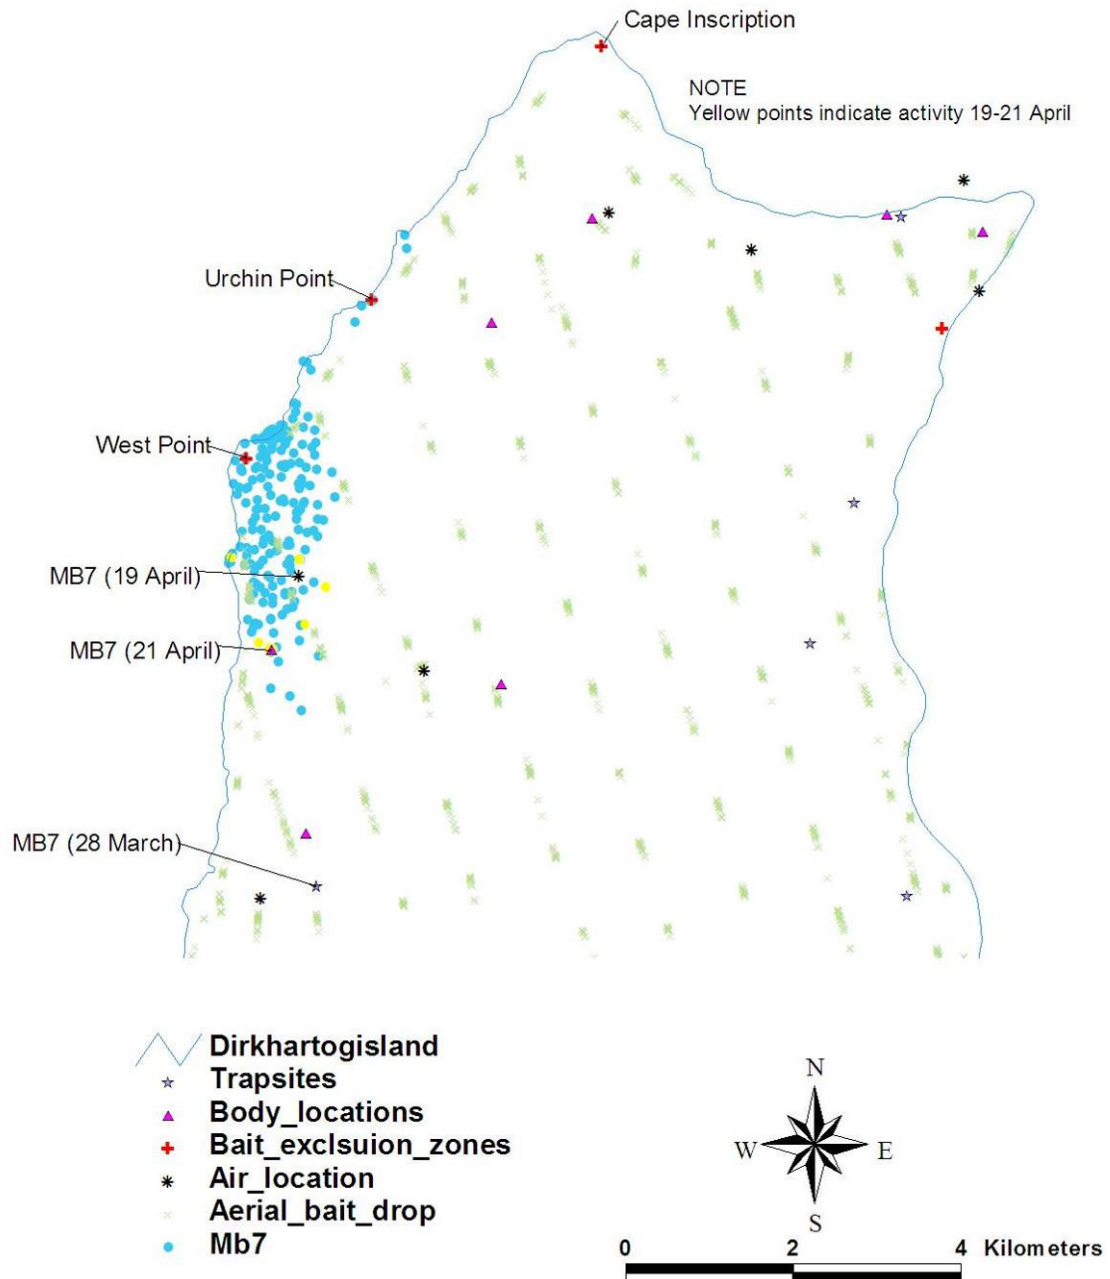 Cape Inscription
NOTE
Yellow points indicate activity 19-21 April
Urchin Point
West Point
MB7 (19 April)
MB7 (21 April)
MB7 (28 March)
Dirkhartogisland
Trapsites
Body_locations
Bait_exclsuion_zones
Air_location
Aerial_bait_drop
Mb7
N
W E
S
0 2 4 Kilometers